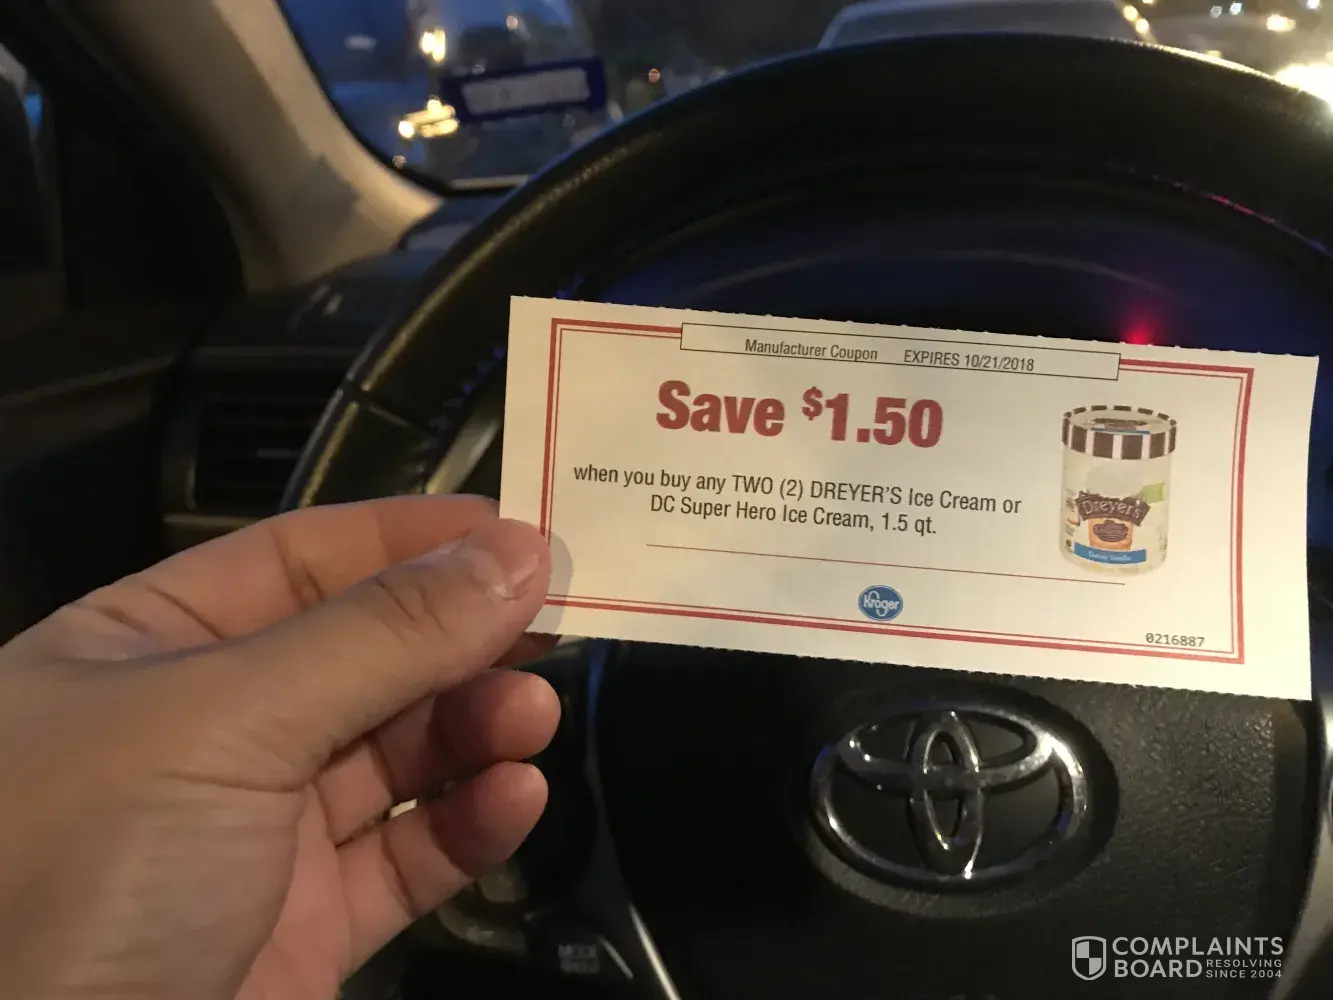 Manufacturer Coupon EXPIRES 10/21/2018
Save $1.50
when you buy any TWO (2) DREYER'S Ice Cream or
DC Super Hero Ice Cream, 1.5 qt.
Dreyer's
Kroger
0216887
MODE
COMPLAINTS
BOARD RESOLVING
SINCE 2004